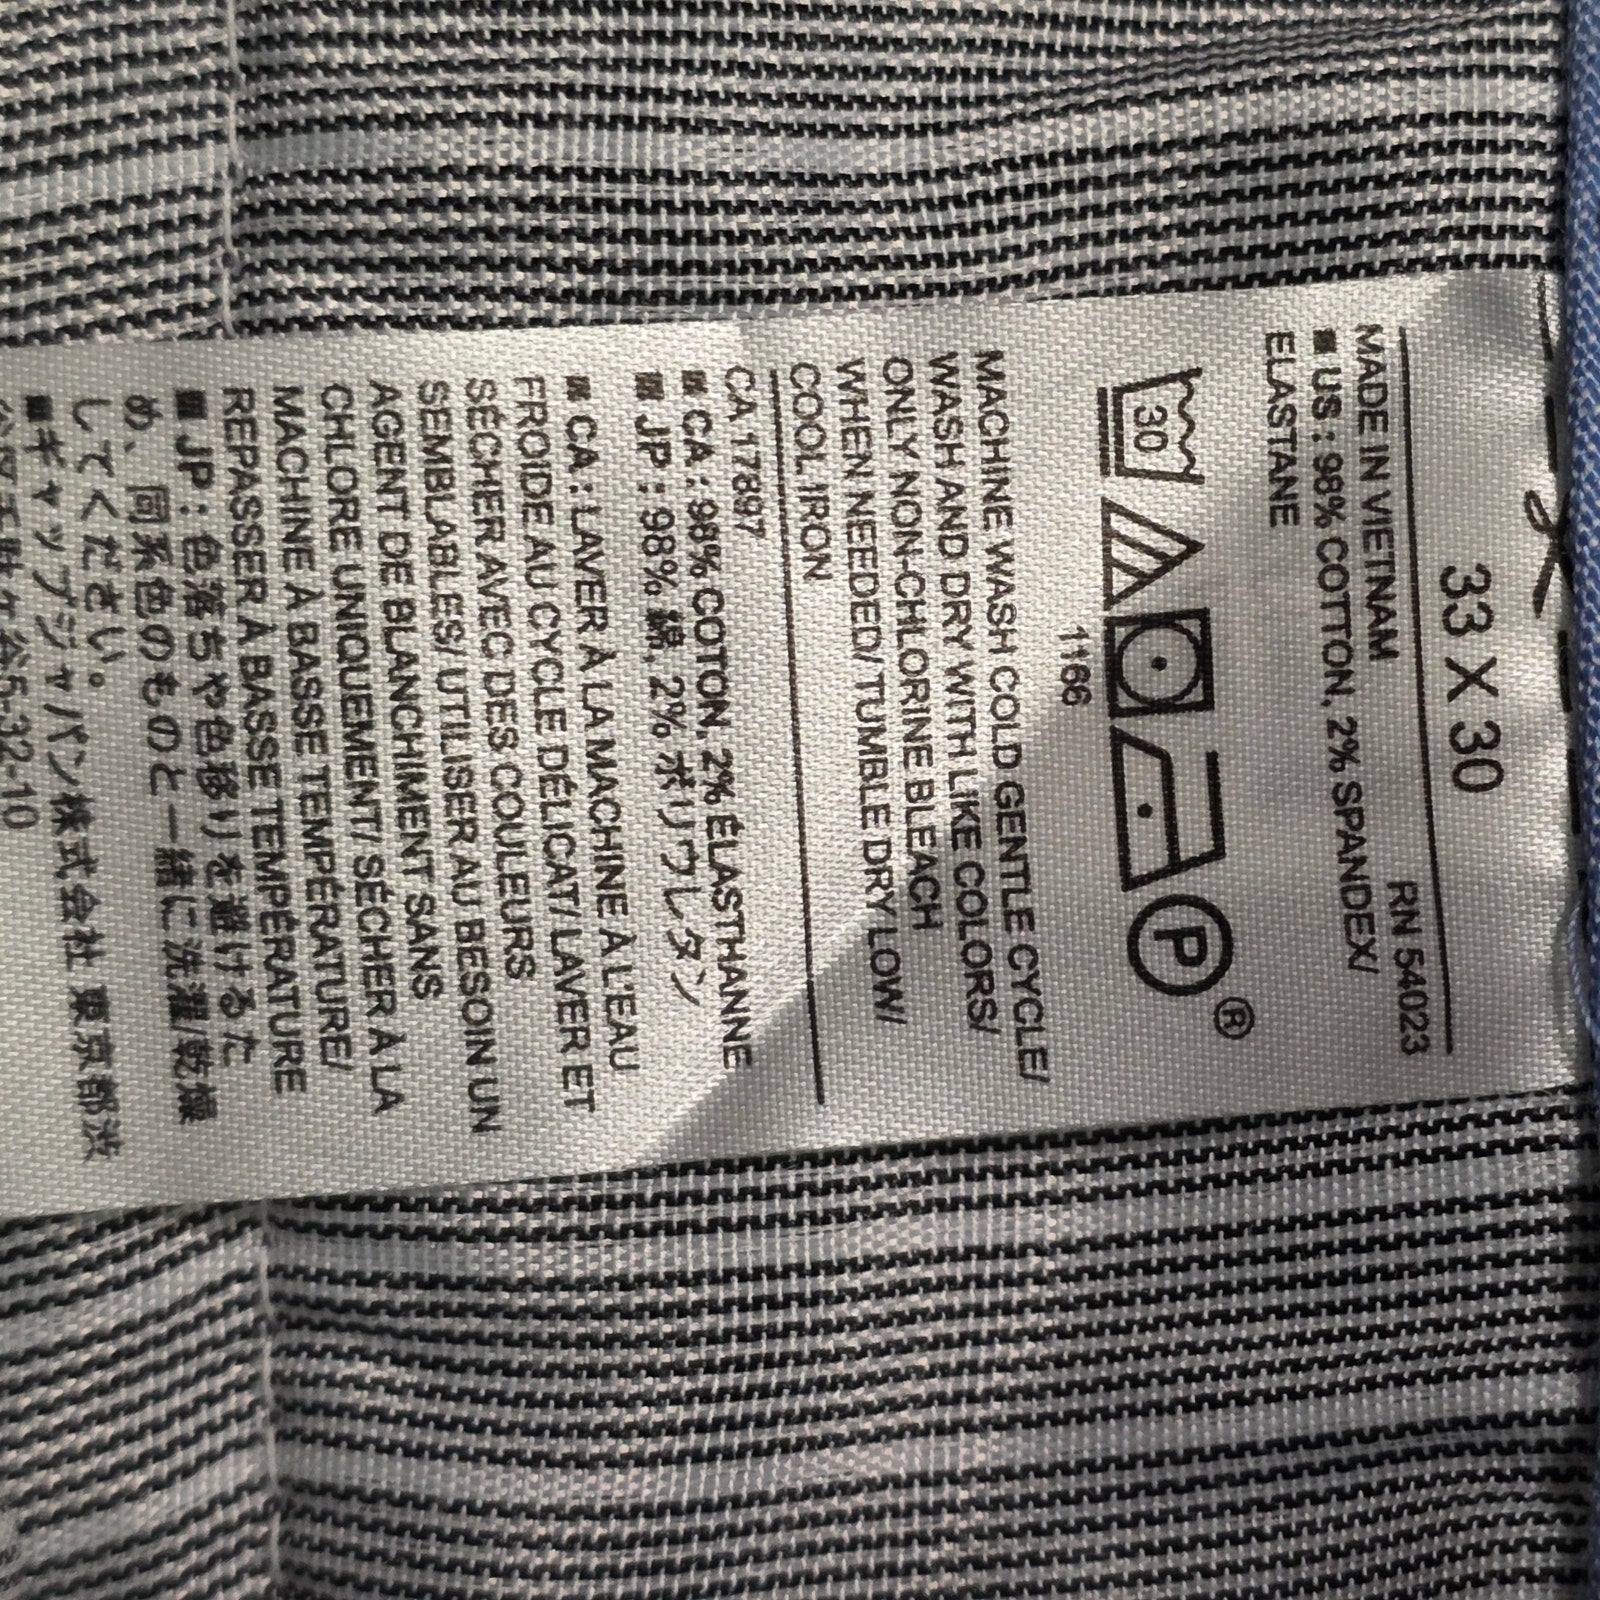 33 X 30
RN 54023
MADE IN VIETNAM
■ US : 98% COTTON, 2% SPANDEX/
ELASTANE
30
P
®
1166
MACHINE WASH COLD GENTLE CYCLE/
WASH AND DRY WITH LIKE COLORS/
ONLY NON-CHLORINE BLEACH
WHEN NEEDED/ TUMBLE DRY LOW/
COOL IRON
CA 17897
■ CA : 98% COTON, 2% ÉLASTHANNE
■ JP : 98% 綿, 2% ポリウレタン
■ CA : LAVER À LA MACHINE À L'EAU
FROIDE AU CYCLE DÉLICAT/ LAVER ET
SÉCHER AVEC DES COULEURS
SEMBLABLES/ UTILISER AU BESOIN UN
AGENT DE BLANCHIMENT SANS
CHLORE UNIQUEMENT/ SÉCHER À LA
MACHINE À BASSE TEMPÉRATURE/
REPASSER À BASSE TEMPÉRATURE
■ JP : 色落ちや色移りを避けるた
め、同系色のものと一緒に洗濯/乾燥
してください。
■ギャップジャパン株式会社 東京都渋
5-32-10